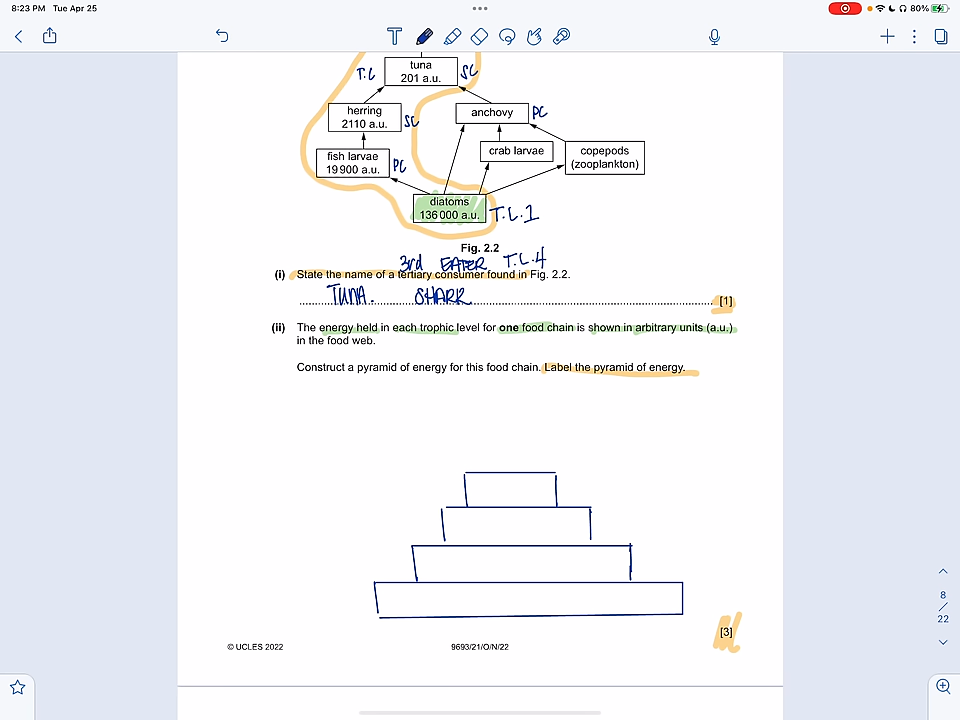 8:23 PM Tue Apr 25
80%
tuna
201 a.u.
T.C
SC
herring
2110 a.u.
SC
anchovy
PC
crab larvae
copepods
(zooplankton)
fish larvae
19 900 a.u.
PC
diatoms
136 000 a.u.
T.L.1
Fig. 2.2
3rd EATER T.L.4
(i) State the name of a tertiary consumer found in Fig. 2.2.
TUNA. SHARK
[1]
(ii) The energy held in each trophic level for one food chain is shown in arbitrary units (a.u.)
in the food web.
Construct a pyramid of energy for this food chain. Label the pyramid of energy.
[3]
© UCLES 2022
9693/21/O/N/22
8
/
22